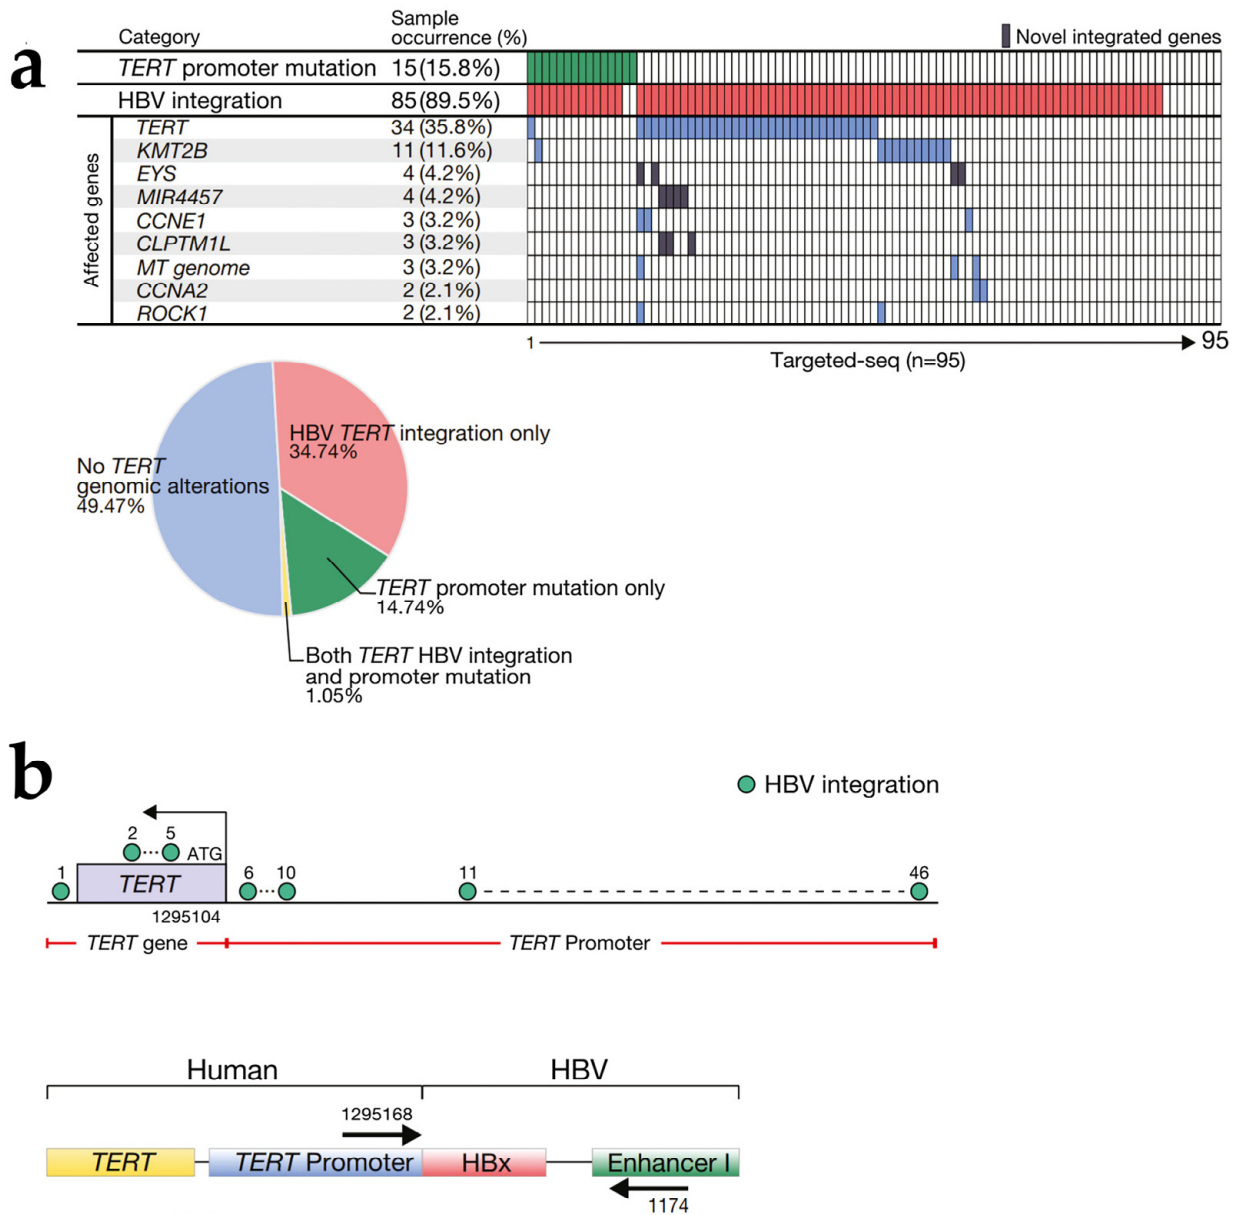 a
Category
Sample
occurrence (%)
Novel integrated genes
TERT promoter mutation 15 (15.8%)
HBV integration 85 (89.5%)
Affected genes
TERT 34 (35.8%)
KMT2B 11 (11.6%)
EYS 4 (4.2%)
MIR4457 4 (4.2%)
CCNE1 3 (3.2%)
CLPTM1L 3 (3.2%)
MT genome 3 (3.2%)
CCNA2 2 (2.1%)
ROCK1 2 (2.1%)
1 95
Targeted-seq (n=95)
HBV TERT integration only
34.74%
No TERT
genomic alterations
49.47%
TERT promoter mutation only
14.74%
Both TERT HBV integration
and promoter mutation
1.05%
b
HBV integration
2 5 ATG
1 TERT 6 10 11 46
1295104
TERT gene TERT Promoter
Human HBV
1295168
TERT TERT Promoter HBx Enhancer I
1174